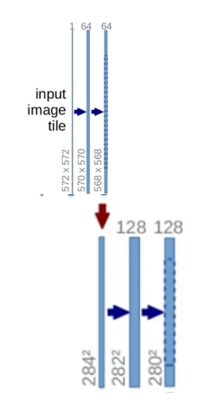 1 64 64
input
image
tile
572 x 572
570 x 570
568 x 568
128 128
284²
282²
280²